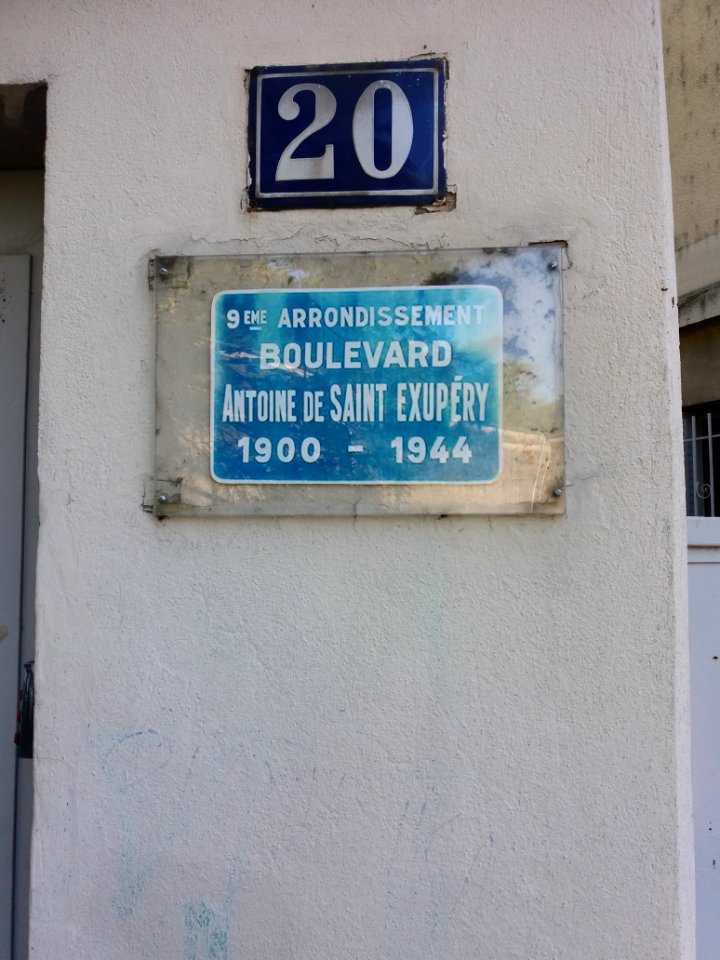 20
9EME ARRONDISSEMENT
BOULEVARD
ANTOINE DE SAINT EXUPÉRY
1900 - 1944